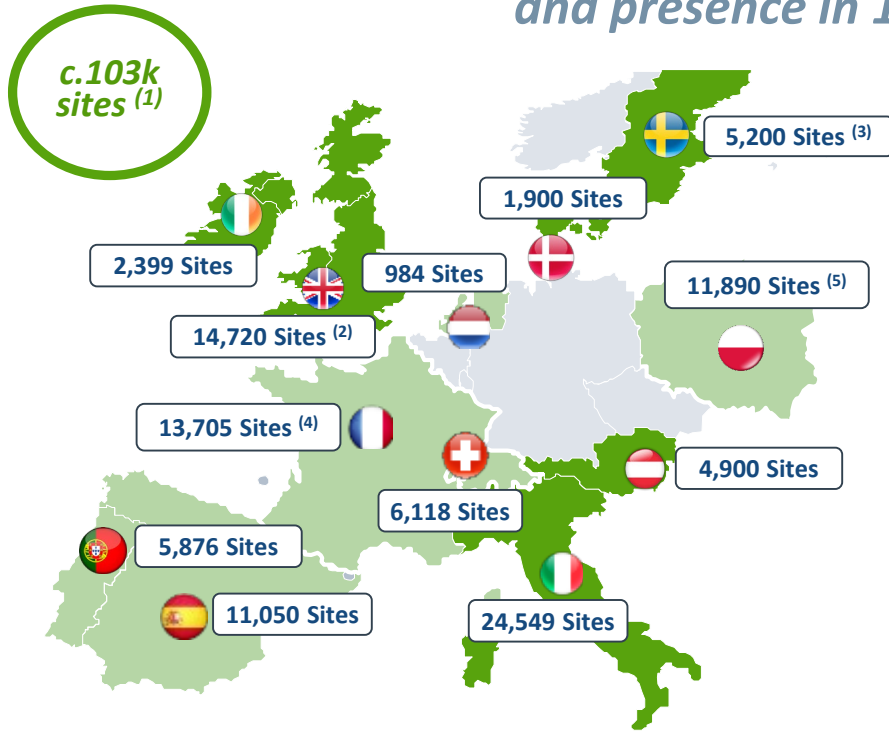 and presence in 1
c.103k
sites (1)
5,200 Sites (3)
1,900 Sites
2,399 Sites
984 Sites
11,890 Sites (5)
14,720 Sites (2)
13,705 Sites (4)
4,900 Sites
6,118 Sites
5,876 Sites
11,050 Sites
24,549 Sites